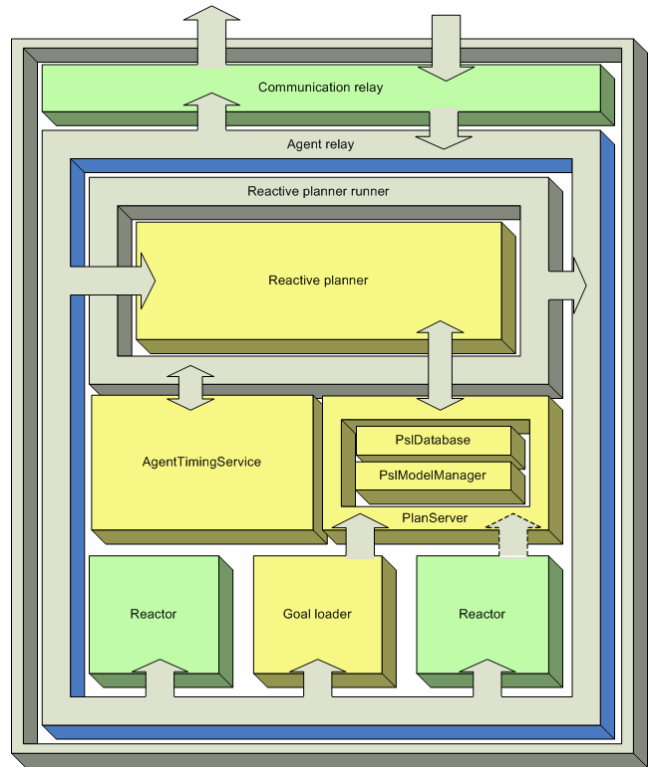 Communication relay
Agent relay
Reactive planner runner
Reactive planner
PslDatabase
AgentTimingService
PslModelManager
PlanServer
Reactor
Goal loader
Reactor